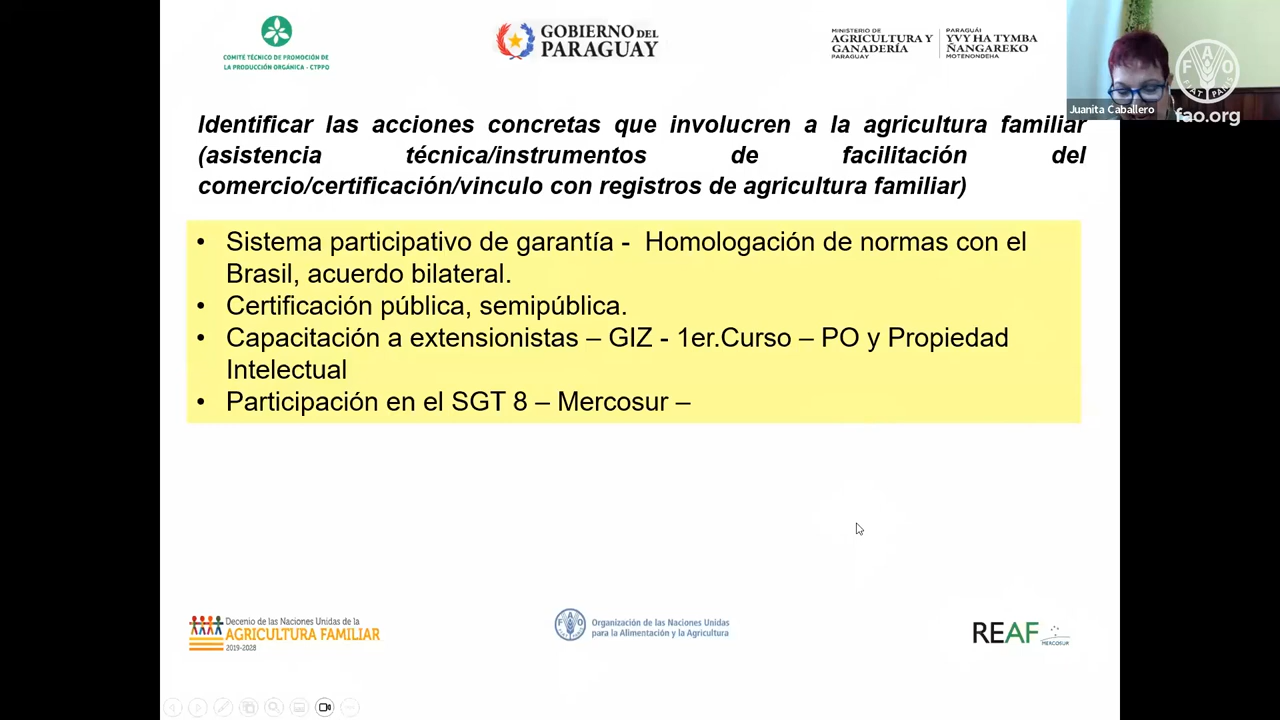 COMITÉ TÉCNICO DE PROMOCIÓN DE
LA PRODUCCIÓN ORGÁNICA - CTPPO
GOBIERNO DEL
PARAGUAY
MINISTERIO DE
AGRICULTURA Y
GANADERÍA
PARAGUAY
PARAGUÁI
YVY HA TYMBA
ÑANGAREKO
MOTENONDEHA
Juanita Caballero
FAO
FIAT PANIS
fao.org
Identificar las acciones concretas que involucren a la agricultura familiar
(asistencia técnica/instrumentos de facilitación del
comercio/certificación/vinculo con registros de agricultura familiar)
• Sistema participativo de garantía - Homologación de normas con el
Brasil, acuerdo bilateral.
• Certificación pública, semipública.
• Capacitación a extensionistas – GIZ - 1er.Curso – PO y Propiedad
Intelectual
• Participación en el SGT 8 – Mercosur –
Decenio de las Naciones Unidas de la
AGRICULTURA FAMILIAR
2019-2028
Organización de las Naciones Unidas
para la Alimentación y la Agricultura
REAF
MERCOSUR